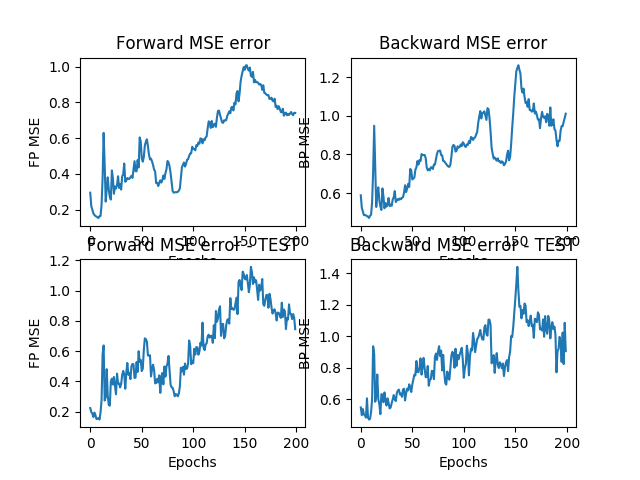 Forward MSE error
Backward MSE error
FP MSE
1.0
0.8
0.6
0.4
0.2
0 50 100 150 200
Epochs
BP MSE
1.2
1.0
0.8
0.6
0 50 100 150 200
Epochs
Forward MSE error - TEST
Backward MSE error - TEST
FP MSE
1.2
1.0
0.8
0.6
0.4
0.2
0 50 100 150 200
Epochs
BP MSE
1.4
1.2
1.0
0.8
0.6
0 50 100 150 200
Epochs